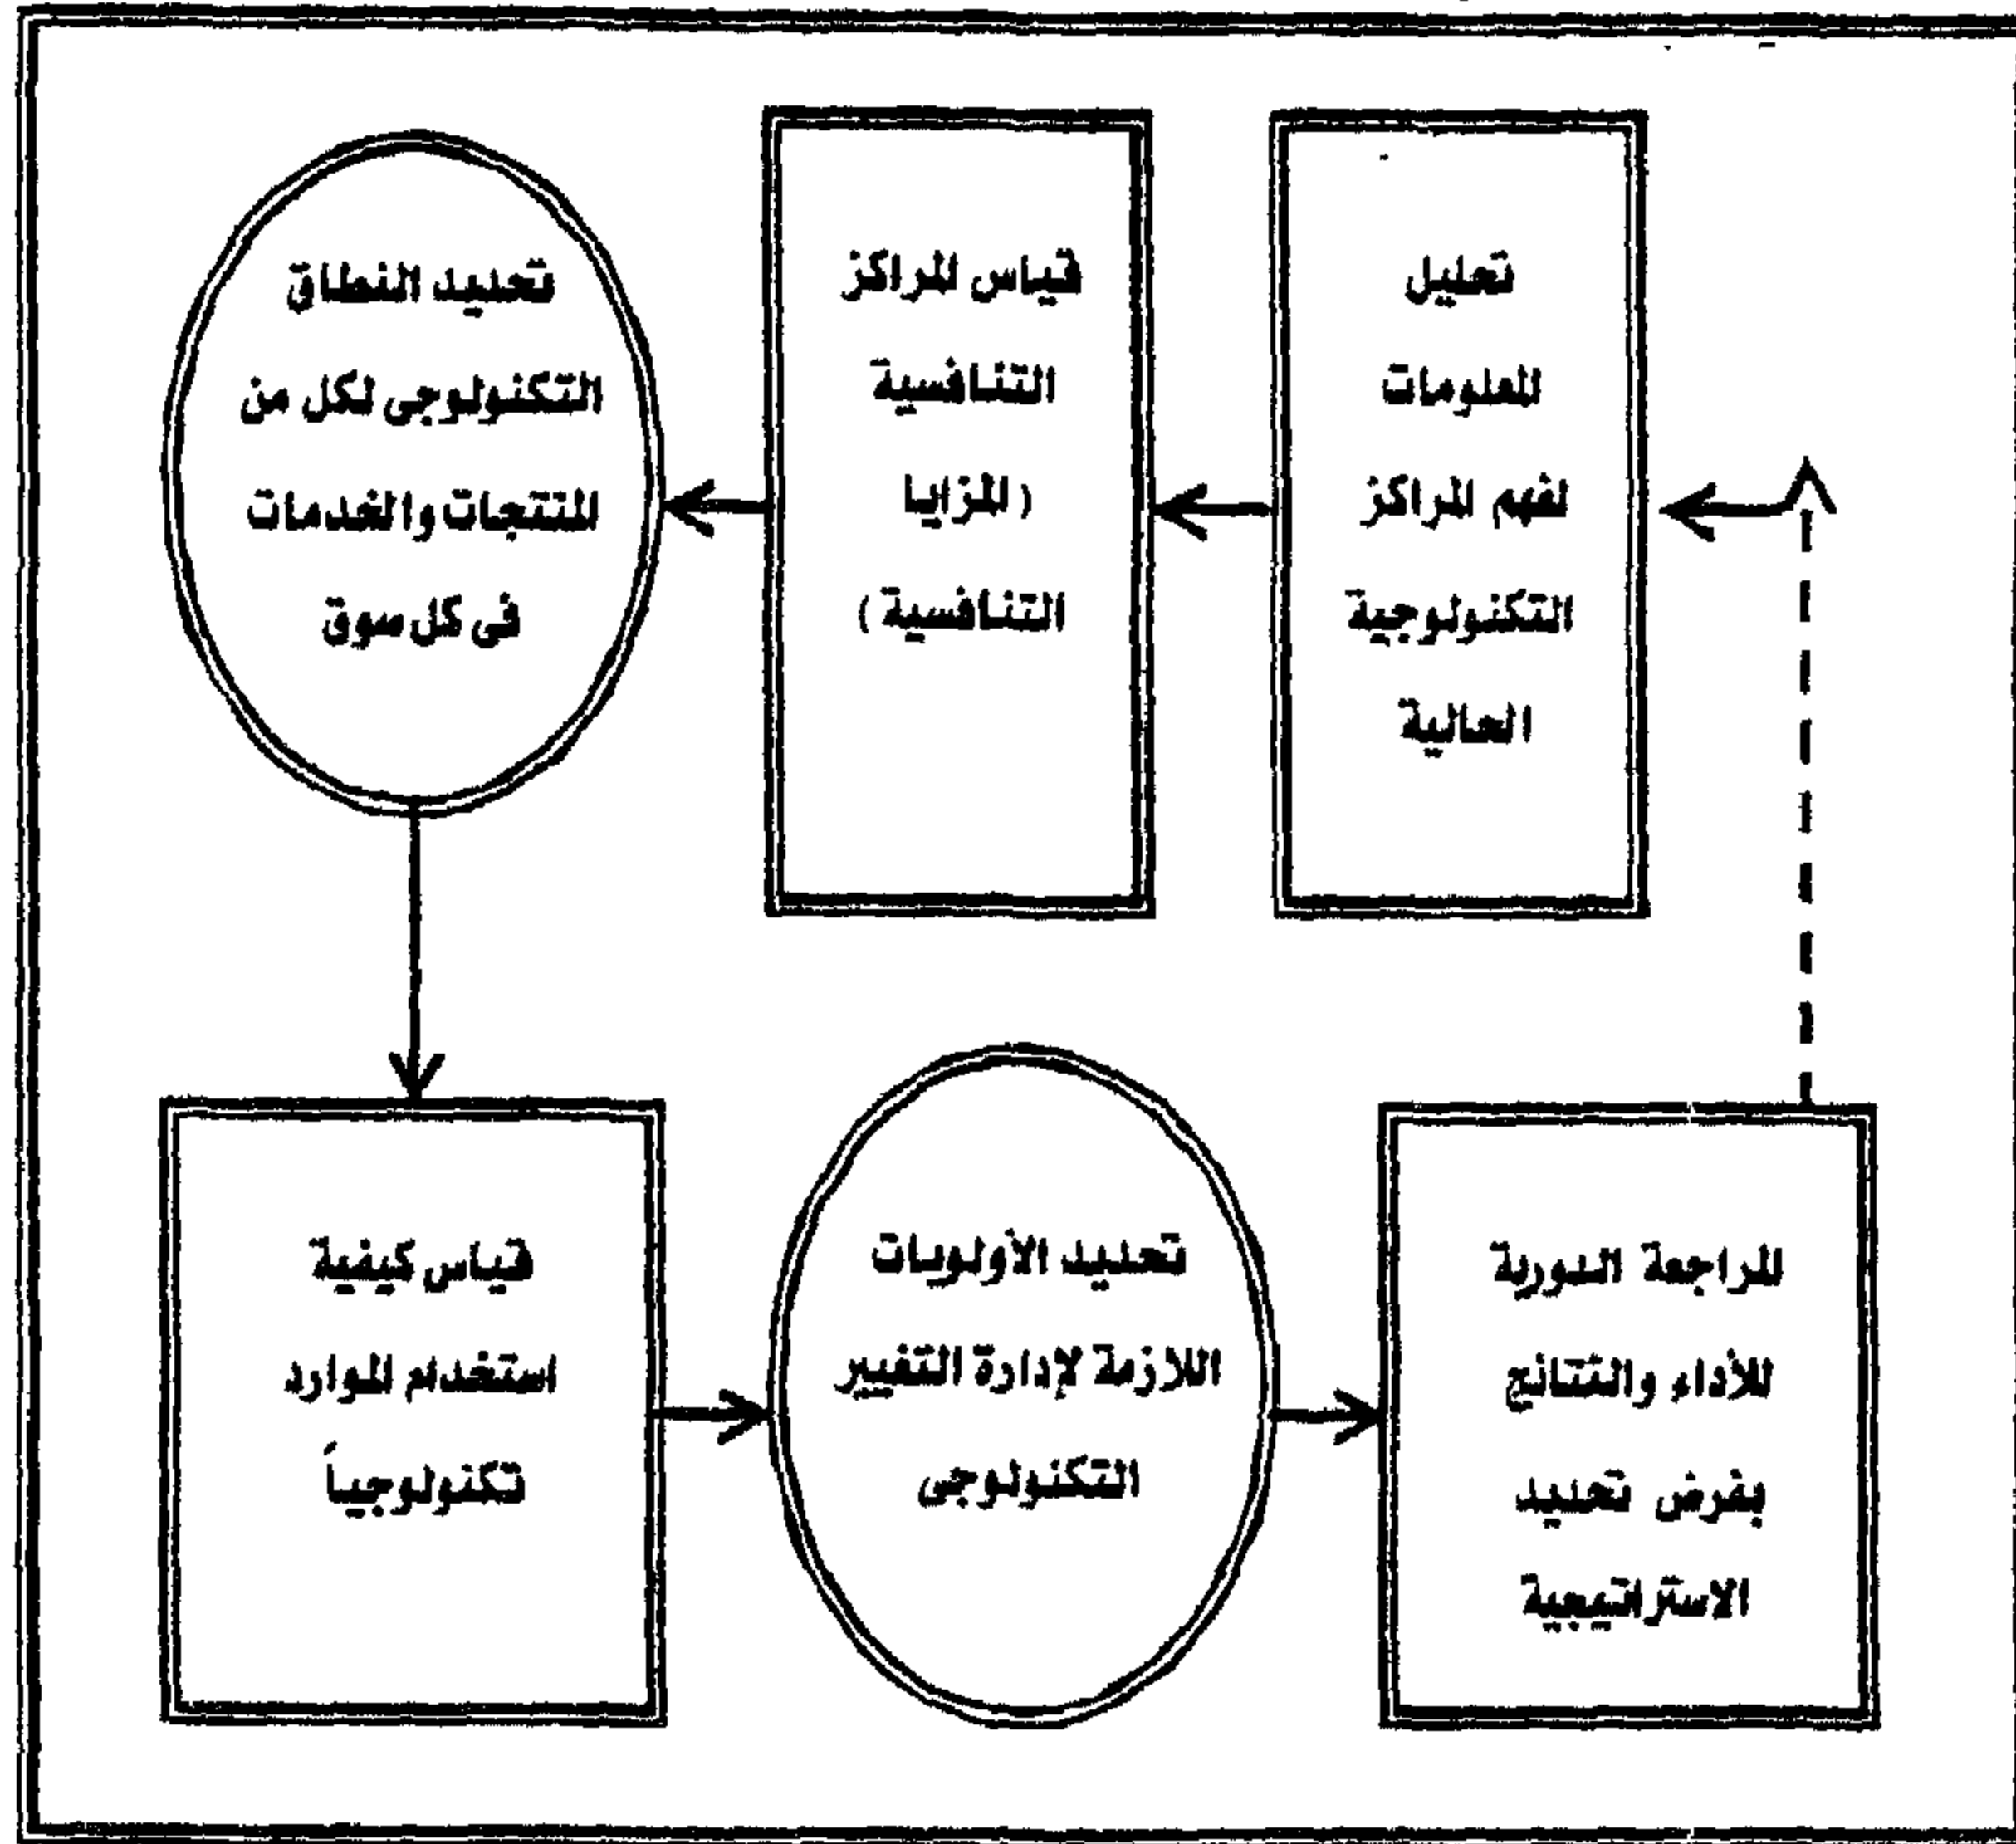 تحليل
المعلومات
لفهم المراكز
التكنولوجية
الحالية
قياس المراكز
التنافسية
(المزايا
التنافسية)
تحديد النطاق
التكنولوجى لكل من
المنتجات والخدمات
فى كل سوق
قياس كيفية
استخدام الموارد
تكنولوجياً
تحديد الأولويات
اللازمة لإدارة التغيير
التكنولوجى
المراجعة الدورية
للأداء والنتائج
بغرض تحديد
الاستراتيجية